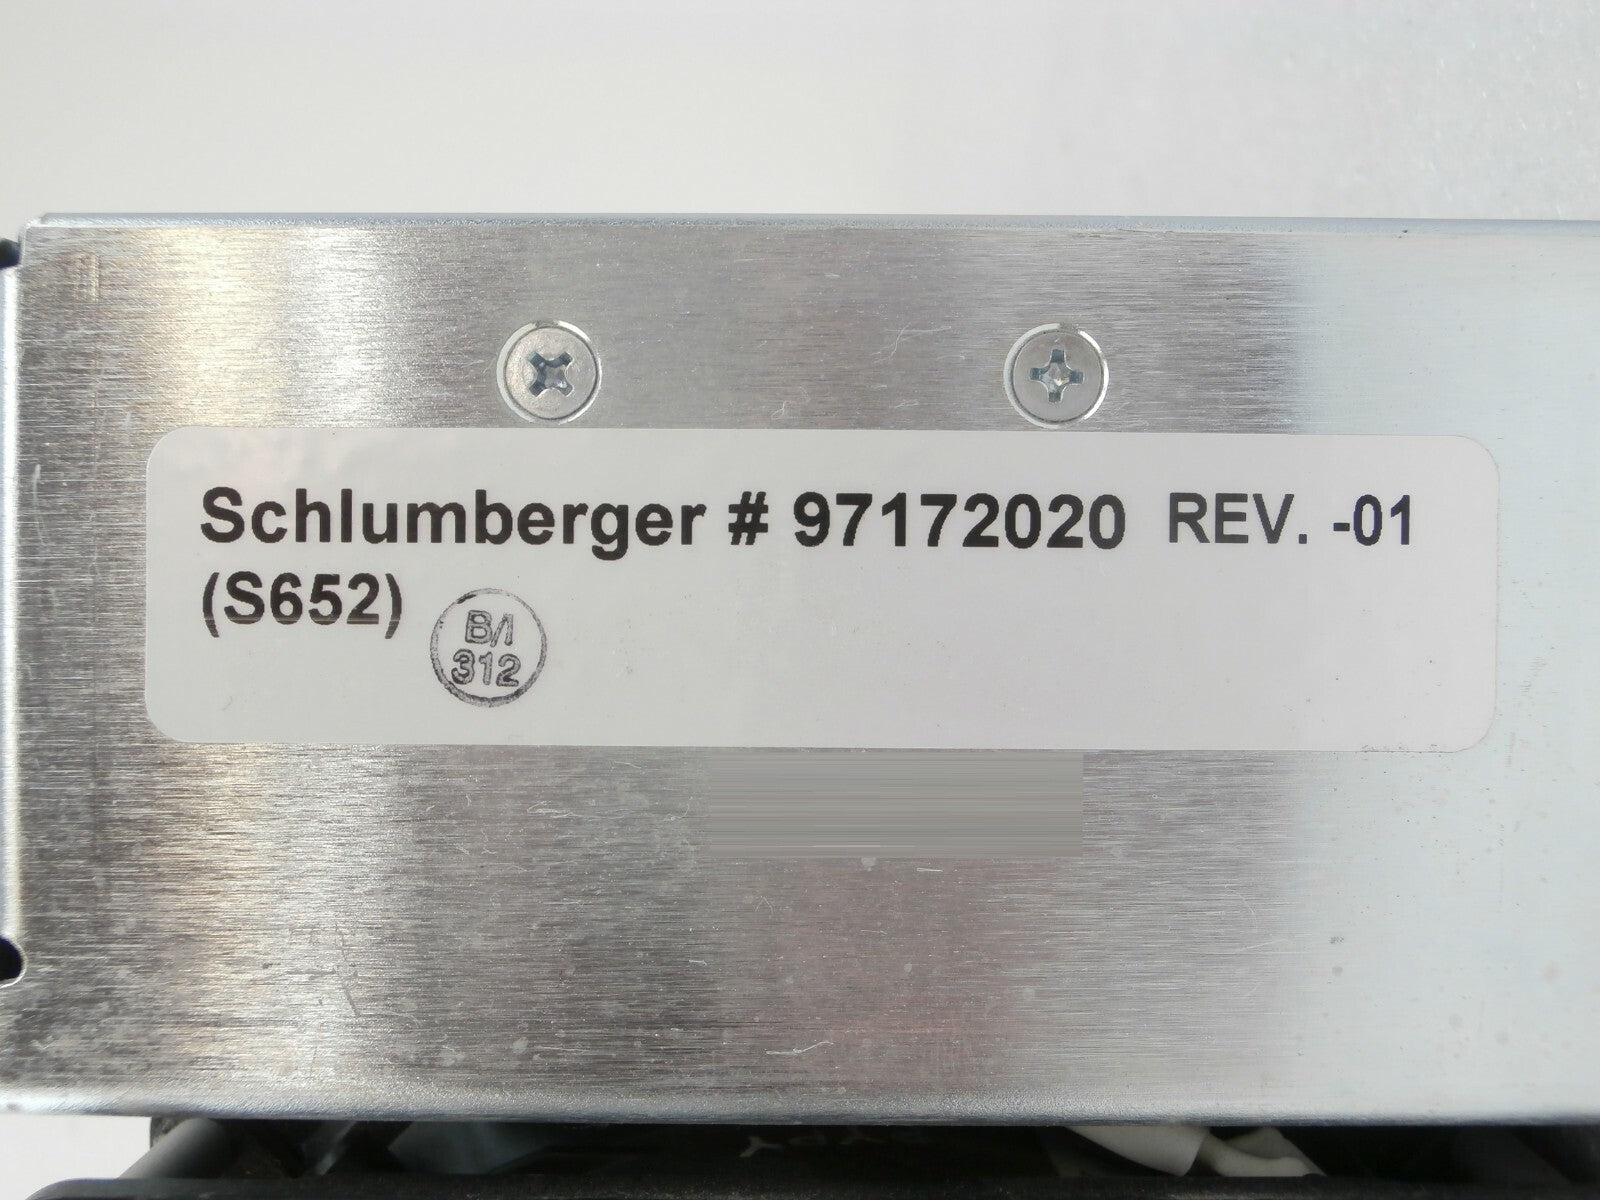 Schlumberger # 97172020 REV. -01
(S652)
B/I
312